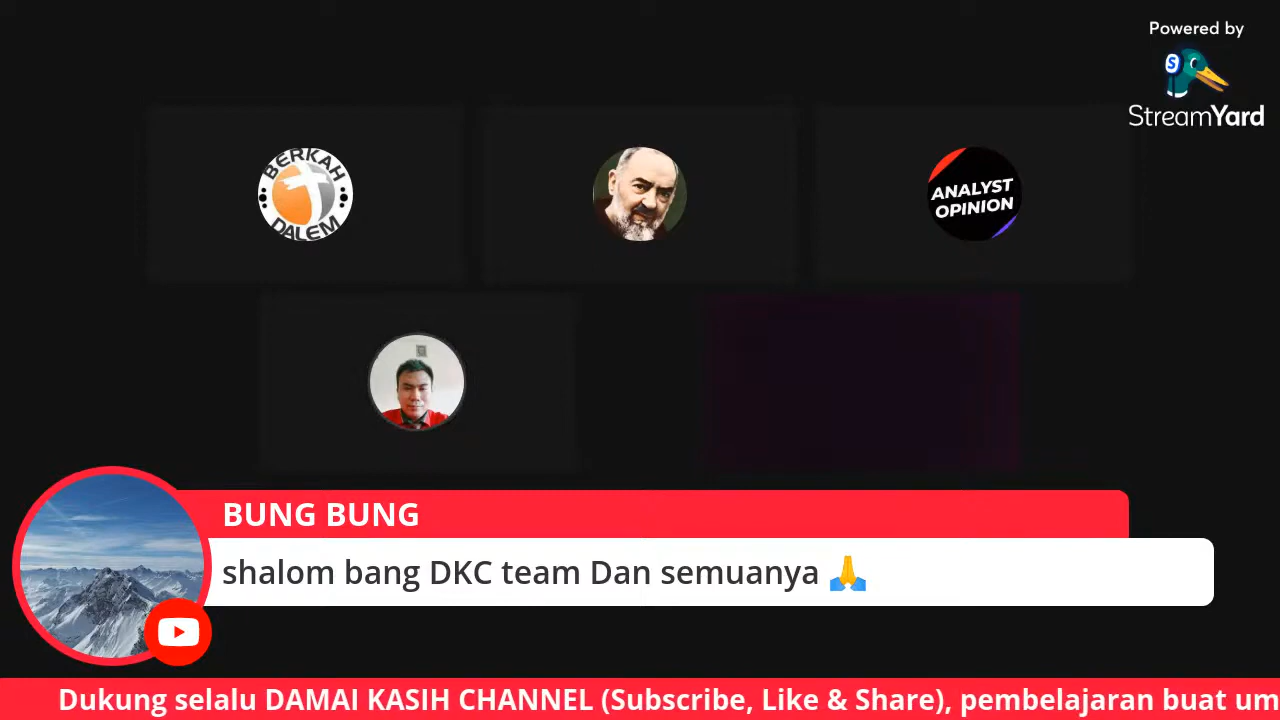 Powered by
StreamYard
BERKAH
DALEM
ANALYST
OPINION
BUNG BUNG
shalom bang DKC team Dan semuanya 🙏
Dukung selalu DAMAI KASIH CHANNEL (Subscribe, Like & Share), pembelajaran buat um